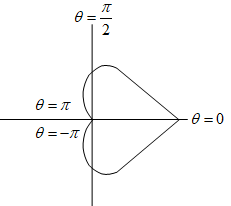 θ = π/2
θ = π
θ = −π
θ = 0